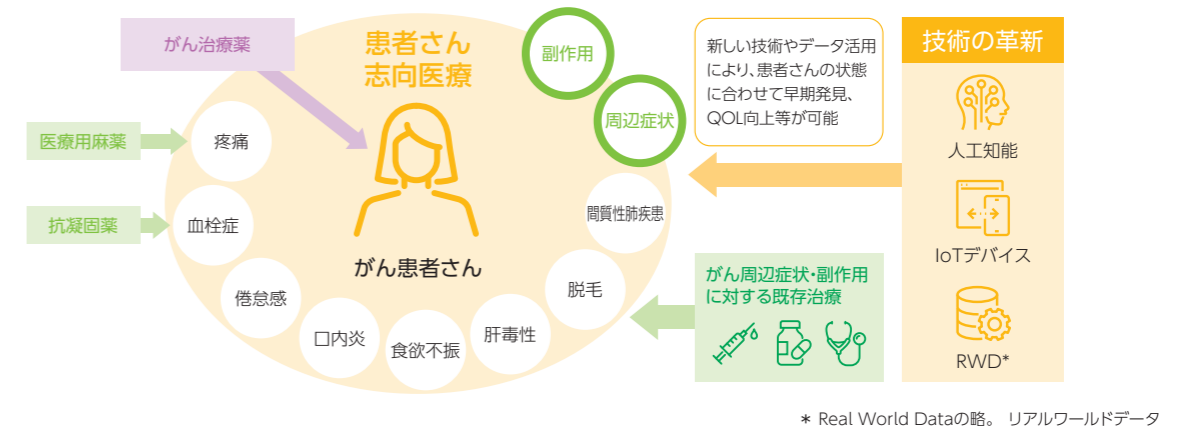 がん治療薬
患者さん
志向医療
副作用
周辺症状
新しい技術やデータ活用
により、患者さんの状態
に合わせて早期発見、
QOL向上等が可能
技術の革新
人工知能
IoTデバイス
RWD*
医療用麻薬
疼痛
抗凝固薬
血栓症
がん患者さん
倦怠感
口内炎
食欲不振
肝毒性
脱毛
間質性肺疾患
がん周辺症状・副作用
に対する既存治療
* Real World Dataの略。 リアルワールドデータ